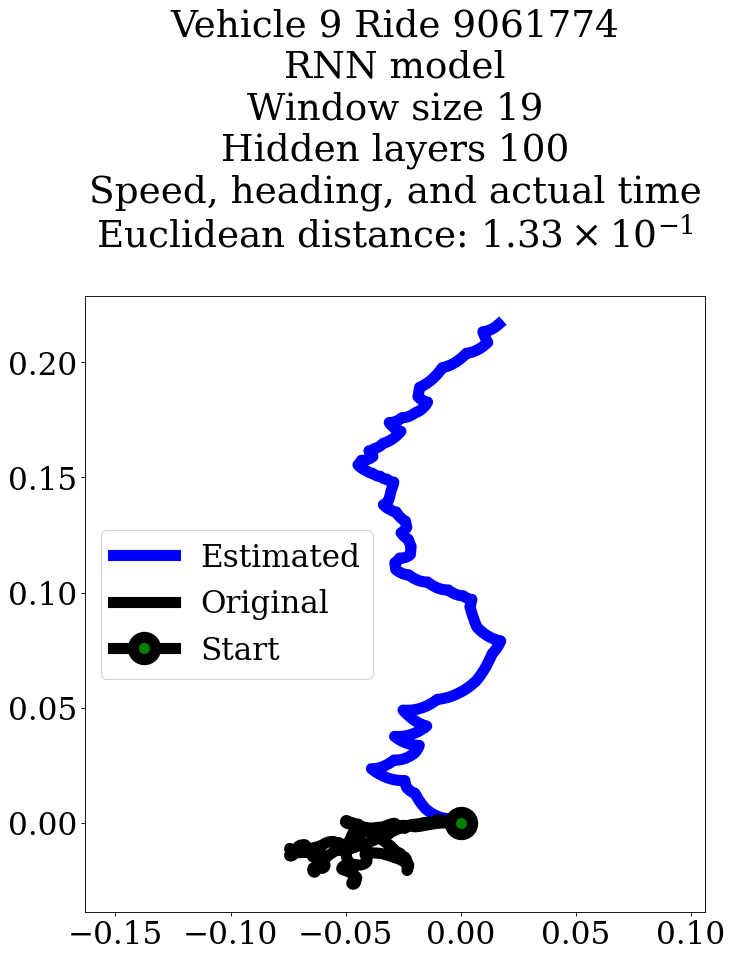 Vehicle 9 Ride 9061774
RNN model
Window size 19
Hidden layers 100
Speed, heading, and actual time
Euclidean distance: 1.33 × 10⁻¹
0.20
0.15
0.10
0.05
0.00
Estimated
Original
Start
−0.15 −0.10 −0.05 0.00 0.05 0.10